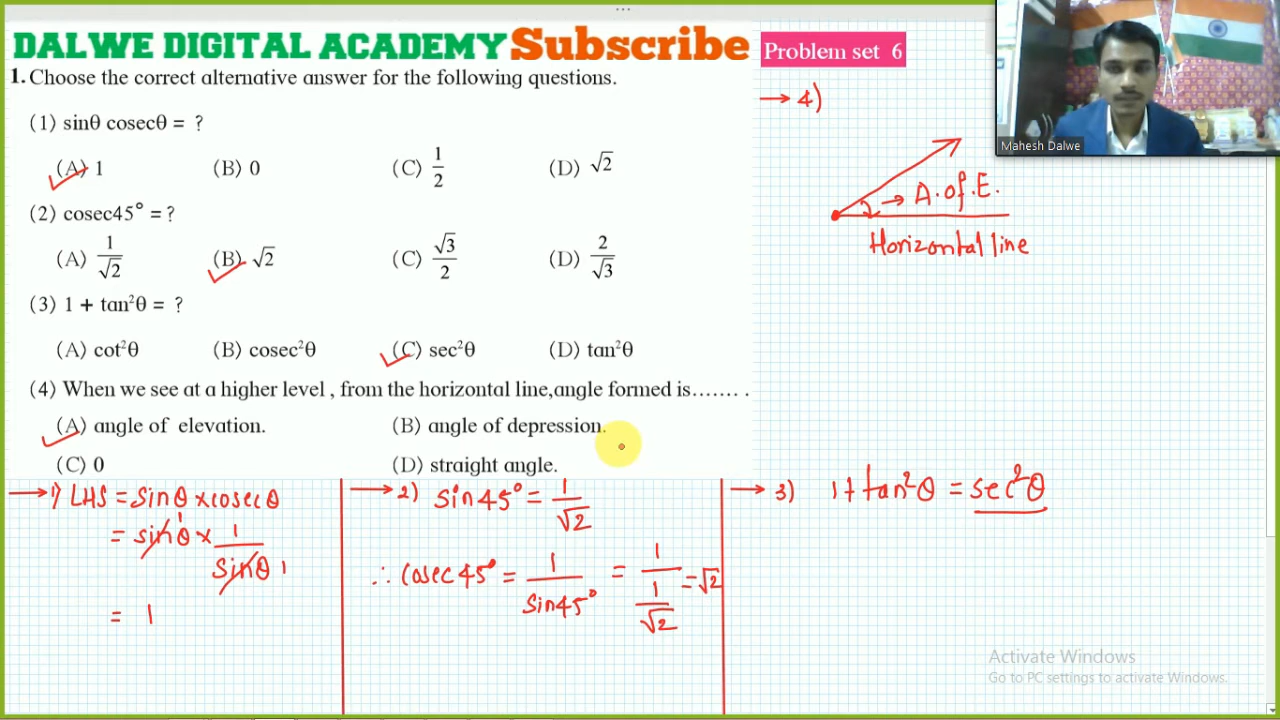 DALWE DIGITAL ACADEMY Subscribe
Problem set 6
1. Choose the correct alternative answer for the following questions.
(1) sinθ cosecθ = ?
(A) 1 (B) 0 (C) 1/2 (D) √2
(2) cosec45° = ?
(A) 1/√2 (B) √2 (C) √3/2 (D) 2/√3
(3) 1 + tan²θ = ?
(A) cot²θ (B) cosec²θ (C) sec²θ (D) tan²θ
(4) When we see at a higher level , from the horizontal line,angle formed is....... .
(A) angle of elevation. (B) angle of depression.
(C) 0 (D) straight angle.
→ 4)
→ A.of.E.
Horizontal line
Mahesh Dalwe
→ 1) LHS = sinθ × cosecθ
= sinθ 1 × 1/sinθ 1
= 1
→ 2) sin45° = 1/√2
∴ cosec45° = 1/sin45° = 1/(1/√2) = √2
→ 3) 1+tan²θ = sec²θ
Activate Windows
Go to PC settings to activate Windows.